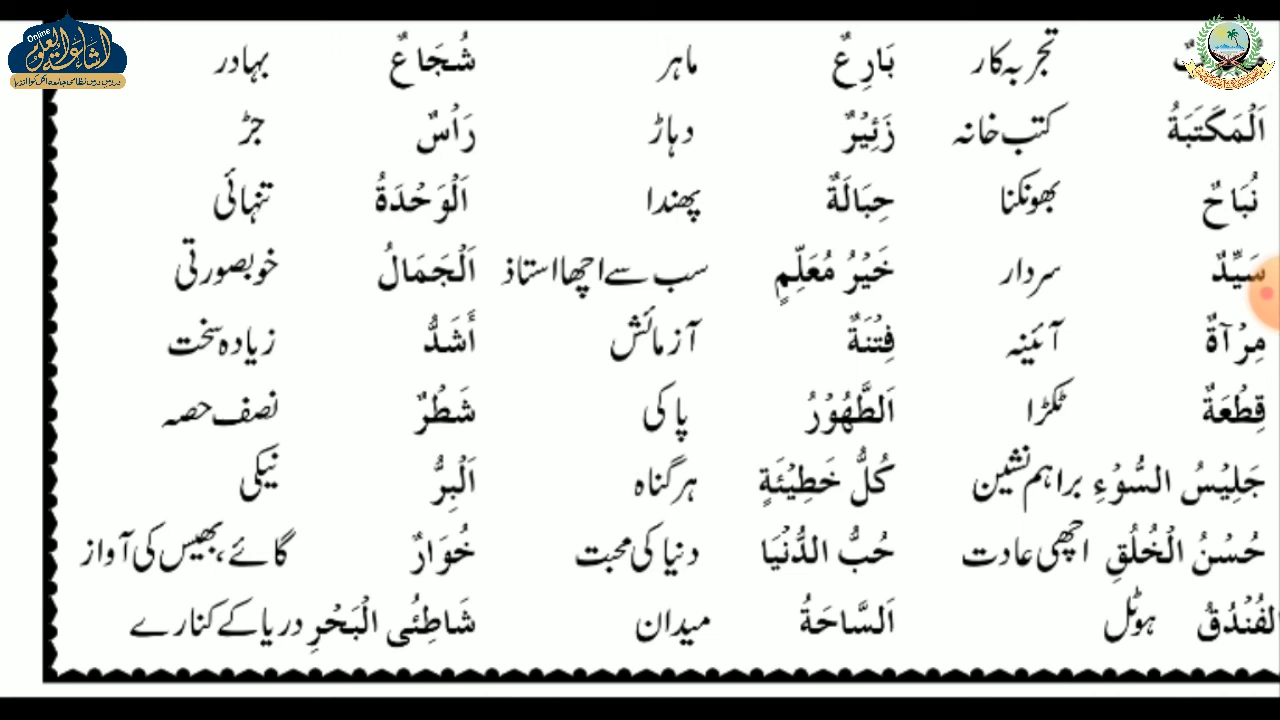 تجربہ کار بَارِعٌ ماہر شُجَاعٌ بہادر
اَلْمَکْتَبَةُ کتب خانہ زَئِیْرٌ دہاڑ رَاْسٌ جڑ
نُبَاحٌ بھونکنا حِبَالَةٌ پھندا اَلْوَحْدَةُ تنہائی
سَیِّدٌ سردار خَیْرُ مُعَلِّمٍ سب سے اچھا استاذ اَلْجَمَالُ خوبصورتی
مِرْآةٌ آئینہ فِتْنَةٌ آزمائش أَشَدُّ زیادہ سخت
قِطْعَةٌ ٹکڑا اَلطَّهُوْرُ پاکی شَطْرٌ نصف حصہ
جَلِیْسُ السُّوْءِ برا ہم نشین کُلُّ خَطِیْئَةٍ ہر گناہ اَلْبِرُّ نیکی
حُسْنُ الْخُلُقِ اچھی عادت حُبُّ الدُّنْیَا دنیا کی محبت خُوَارٌ گائے، بھیس کی آواز
لْفُنْدُقُ ہوٹل اَلسَّاحَةُ میدان شَاطِئُی الْبَحْرِ دریا کے کنارے
Online